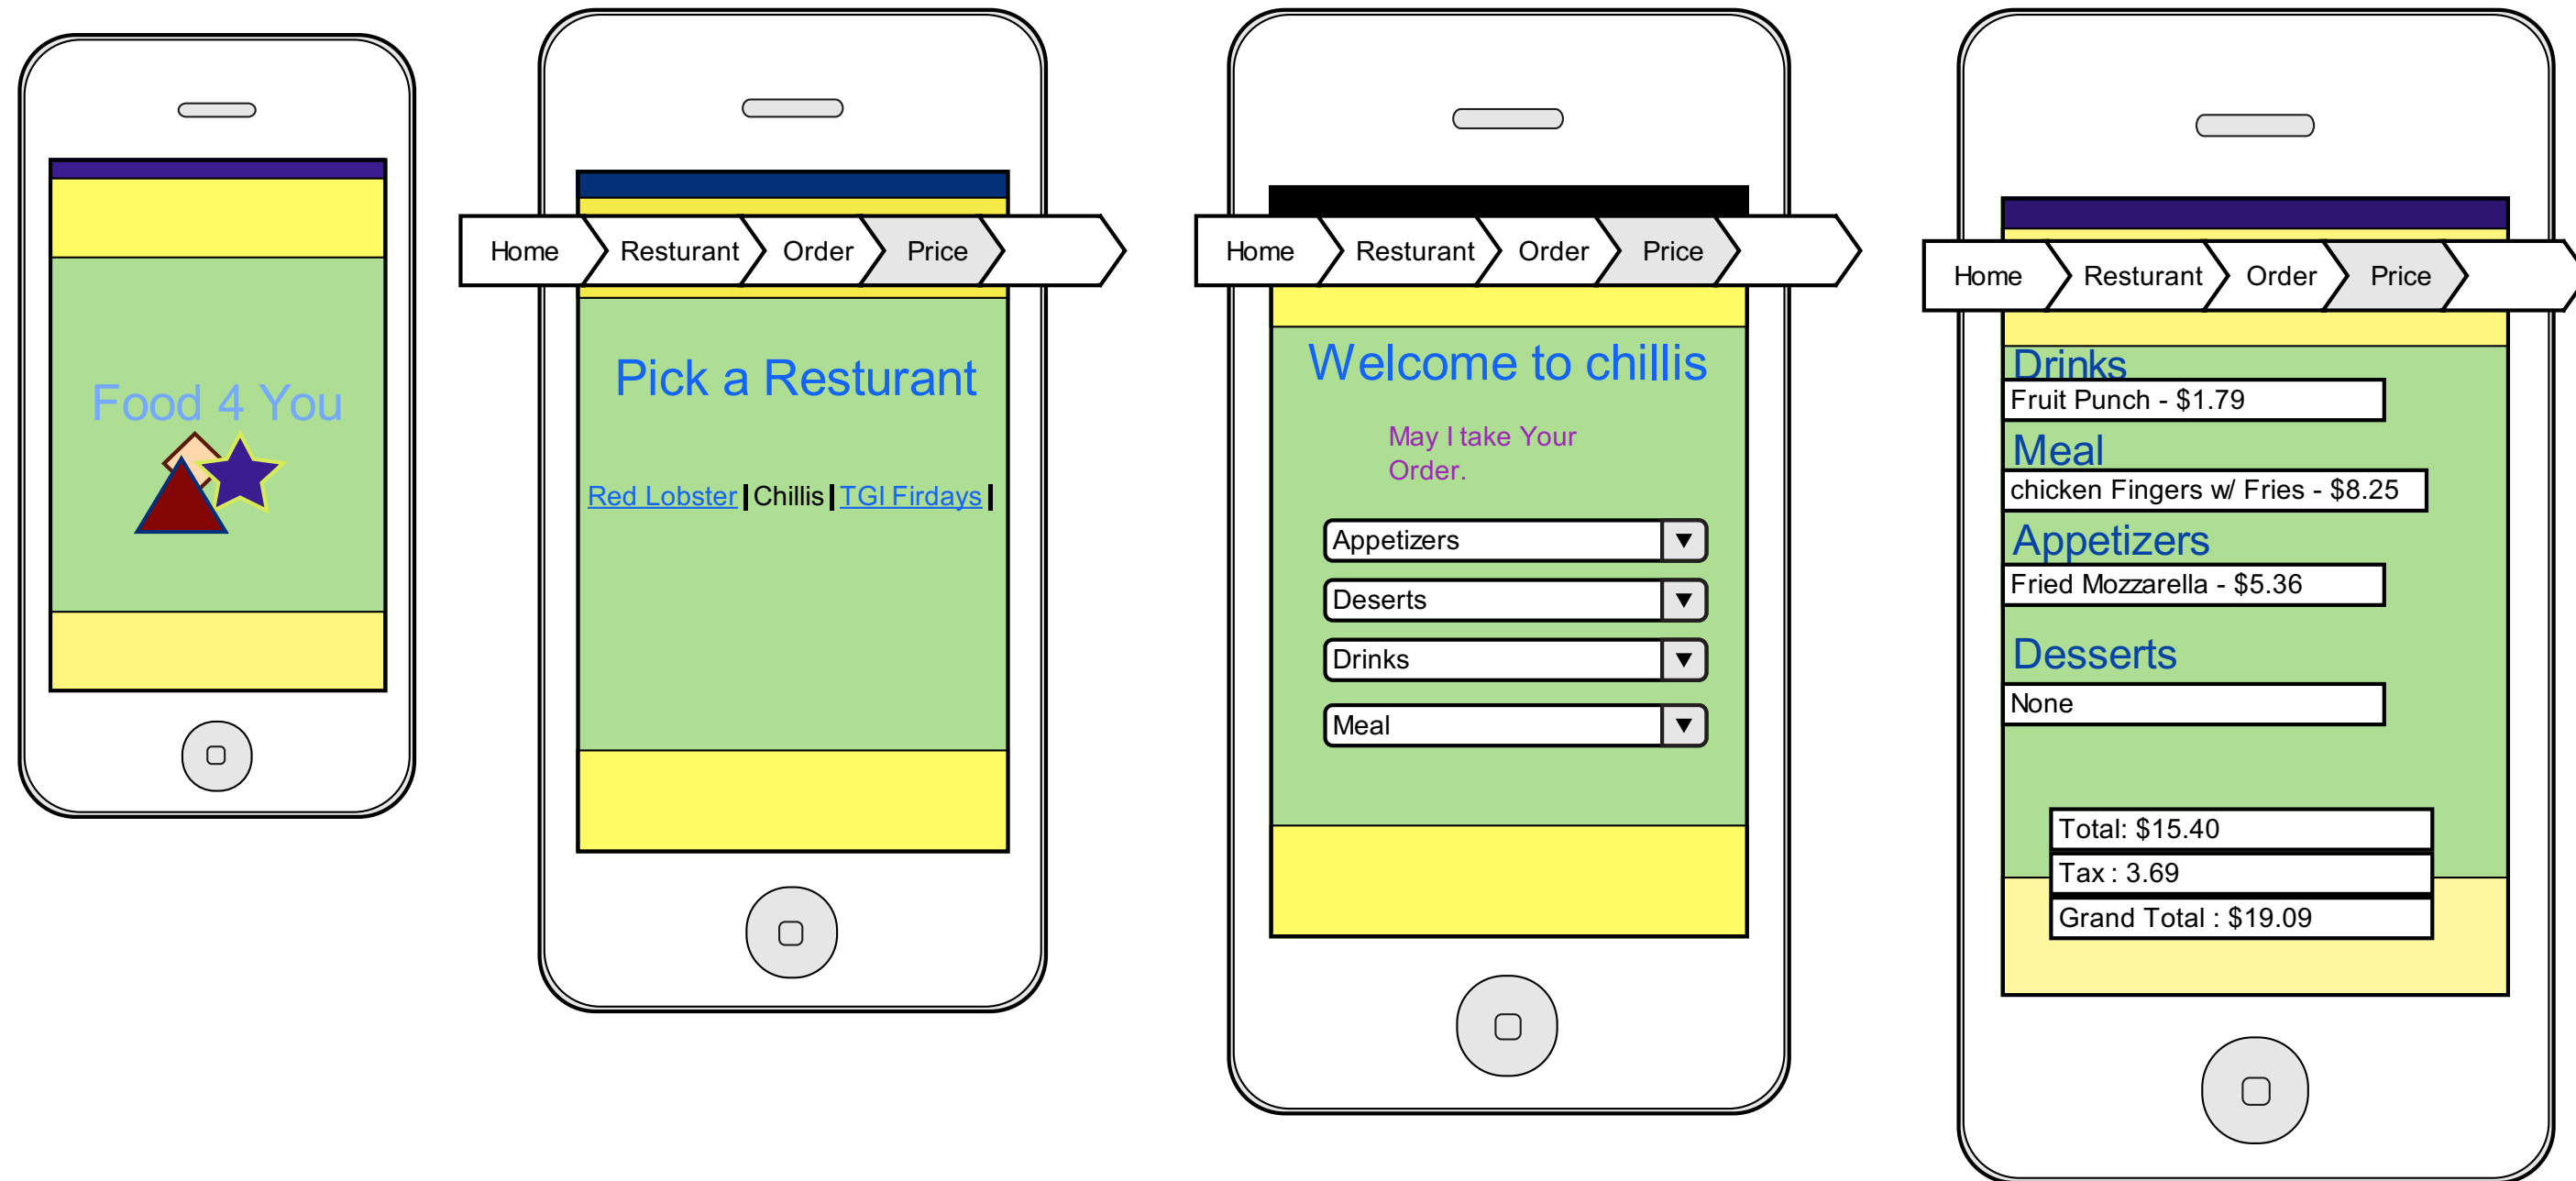 Food 4 You
Home Resturant Order Price
Pick a Resturant
Red Lobster Chillis TGI Firdays
Home Resturant Order Price
Welcome to chillis
May I take Your
Order.
Appetizers
Deserts
Drinks
Meal
Home Resturant Order Price
Drinks
Fruit Punch - $1.79
Meal
chicken Fingers w/ Fries - $8.25
Appetizers
Fried Mozzarella - $5.36
Desserts
None
Total: $15.40
Tax : 3.69
Grand Total : $19.09